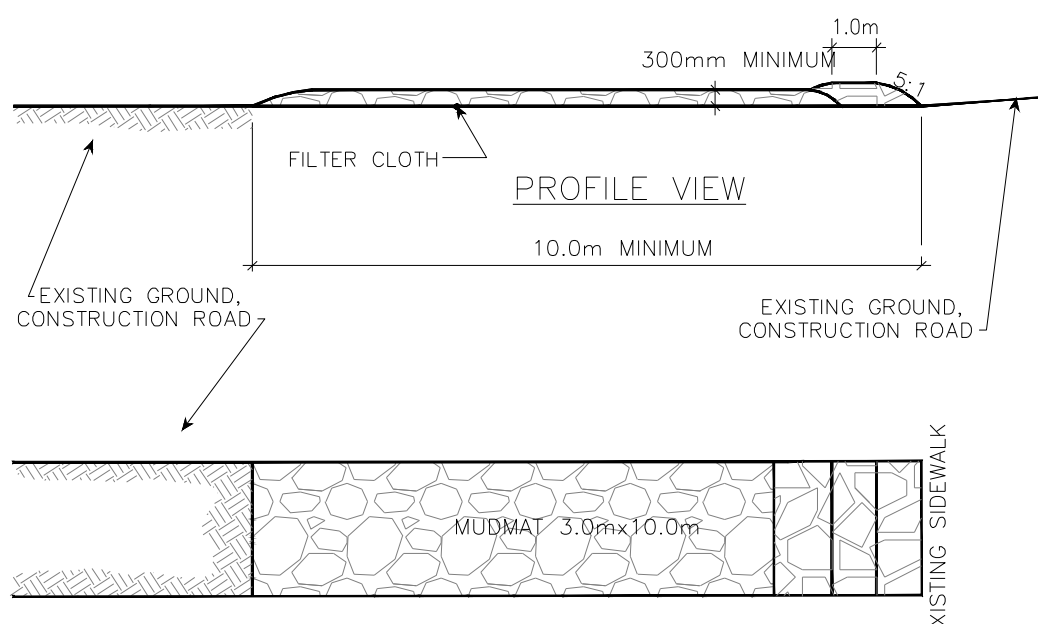 1.0m
300mm MINIMUM
5:1
FILTER CLOTH
PROFILE VIEW
10.0m MINIMUM
EXISTING GROUND,
CONSTRUCTION ROAD
EXISTING GROUND,
CONSTRUCTION ROAD
MUDMAT 3.0mx10.0m
XISTING SIDEWALK